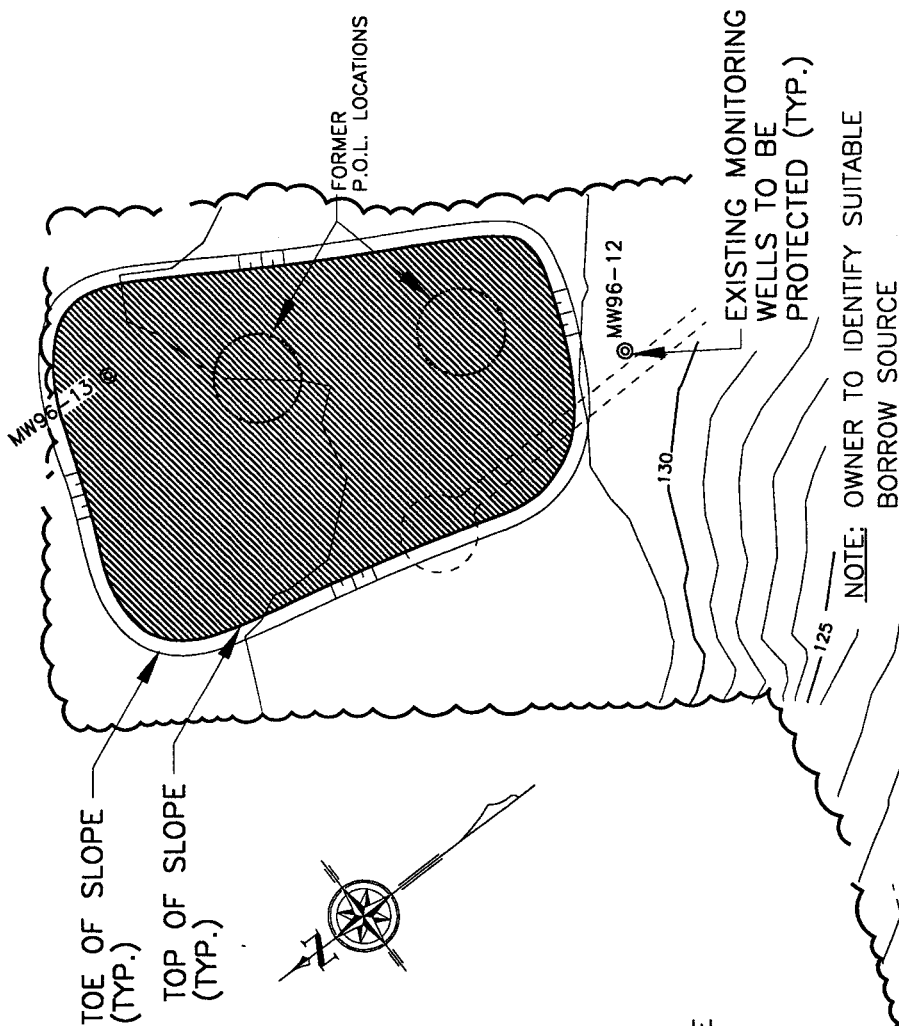 FORMER
P.O.L. LOCATIONS
MW96-13
MW96-12
EXISTING MONITORING
WELLS TO BE
PROTECTED (TYP.)
TOE OF SLOPE
(TYP.)
TOP OF SLOPE
(TYP.)
N
130
125
NOTE: OWNER TO IDENTIFY SUITABLE
BORROW SOURCE
E